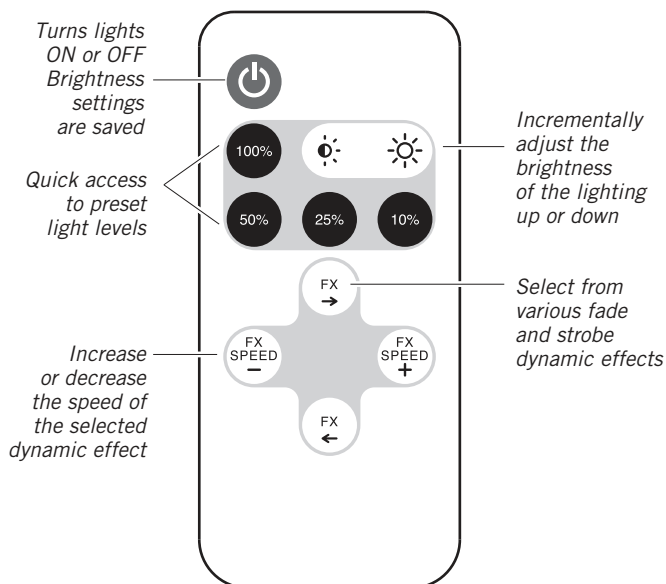 Turns lights
ON or OFF
Brightness
settings
are saved
100%
Quick access
to preset
light levels
50%
25%
10%
Incrementally
adjust the
brightness
of the lighting
up or down
FX
→
Select from
various fade
and strobe
dynamic effects
FX
SPEED
−
FX
SPEED
+
Increase
or decrease
the speed of
the selected
dynamic effect
FX
←